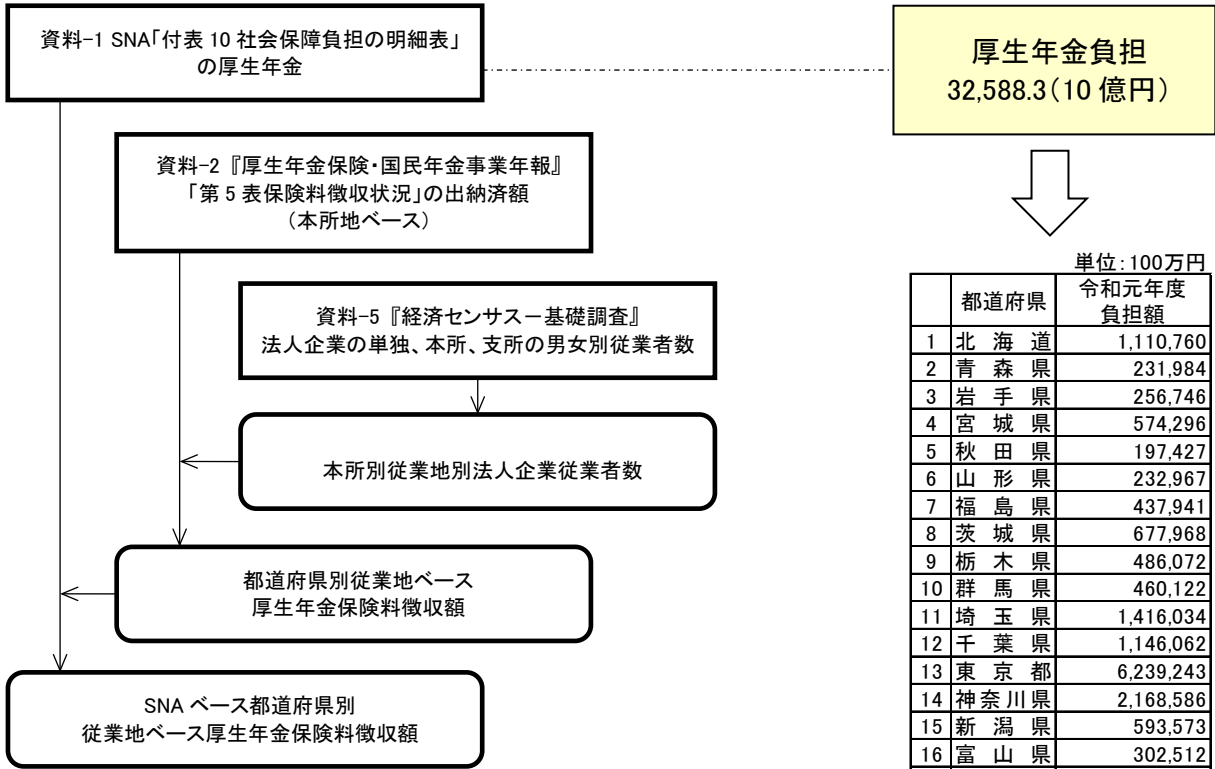 資料-1 SNA「付表 10 社会保障負担の明細表」
の厚生年金
厚生年金負担
32,588.3(10 億円)
資料-2 『厚生年金保険・国民年金事業年報』
「第 5 表保険料徴収状況」の出納済額
(本所地ベース)
資料-5 『経済センサス-基礎調査』
法人企業の単独、本所、支所の男女別従業者数
本所別従業地別法人企業従業者数
都道府県別従業地ベース
厚生年金保険料徴収額
SNA ベース都道府県別
従業地ベース厚生年金保険料徴収額
単位:100万円
都道府県 令和元年度
負担額
1 北海道 1,110,760
2 青森県 231,984
3 岩手県 256,746
4 宮城県 574,296
5 秋田県 197,427
6 山形県 232,967
7 福島県 437,941
8 茨城県 677,968
9 栃木県 486,072
10 群馬県 460,122
11 埼玉県 1,416,034
12 千葉県 1,146,062
13 東京都 6,239,243
14 神奈川県 2,168,586
15 新潟県 593,573
16 富山県 302,512